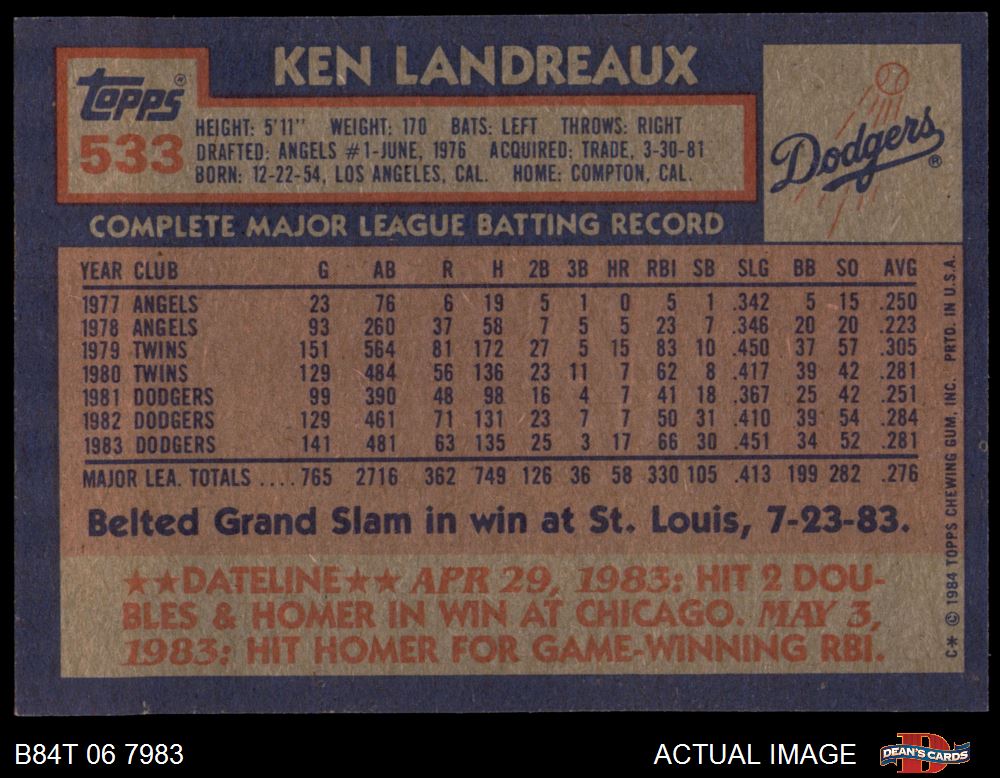 KEN LANDREAUX
TOPPS ®
533
HEIGHT: 5'11" WEIGHT: 170 BATS: LEFT THROWS: RIGHT
DRAFTED: ANGELS #1-JUNE, 1976 ACQUIRED: TRADE, 3-30-81
BORN: 12-22-54, LOS ANGELES, CAL. HOME: COMPTON, CAL.
Dodgers ®
COMPLETE MAJOR LEAGUE BATTING RECORD
YEAR CLUB G AB R H 2B 3B HR RBI SB SLG BB SO AVG
1977 ANGELS 23 76 6 19 5 1 0 5 1 .342 5 15 .250
1978 ANGELS 93 260 37 58 7 5 5 23 7 .346 20 20 .223
1979 TWINS 151 564 81 172 27 5 15 83 10 .450 37 57 .305
1980 TWINS 129 484 56 136 23 11 7 62 8 .417 39 42 .281
1981 DODGERS 99 390 48 98 16 4 7 41 18 .367 25 42 .251
1982 DODGERS 129 461 71 131 23 7 7 50 31 .410 39 54 .284
1983 DODGERS 141 481 63 135 25 3 17 66 30 .451 34 52 .281
MAJOR LEA. TOTALS .... 765 2716 362 749 126 36 58 330 105 .413 199 282 .276
Belted Grand Slam in win at St. Louis, 7-23-83.
★★DATELINE★★ APR 29, 1983: HIT 2 DOU-
BLES & HOMER IN WIN AT CHICAGO. MAY 3,
1983: HIT HOMER FOR GAME-WINNING RBI.
C* © 1984 TOPPS CHEWING GUM, INC. PRTD. IN U.S.A.
B84T 06 7983
ACTUAL IMAGE
D
DEAN'S CARDS